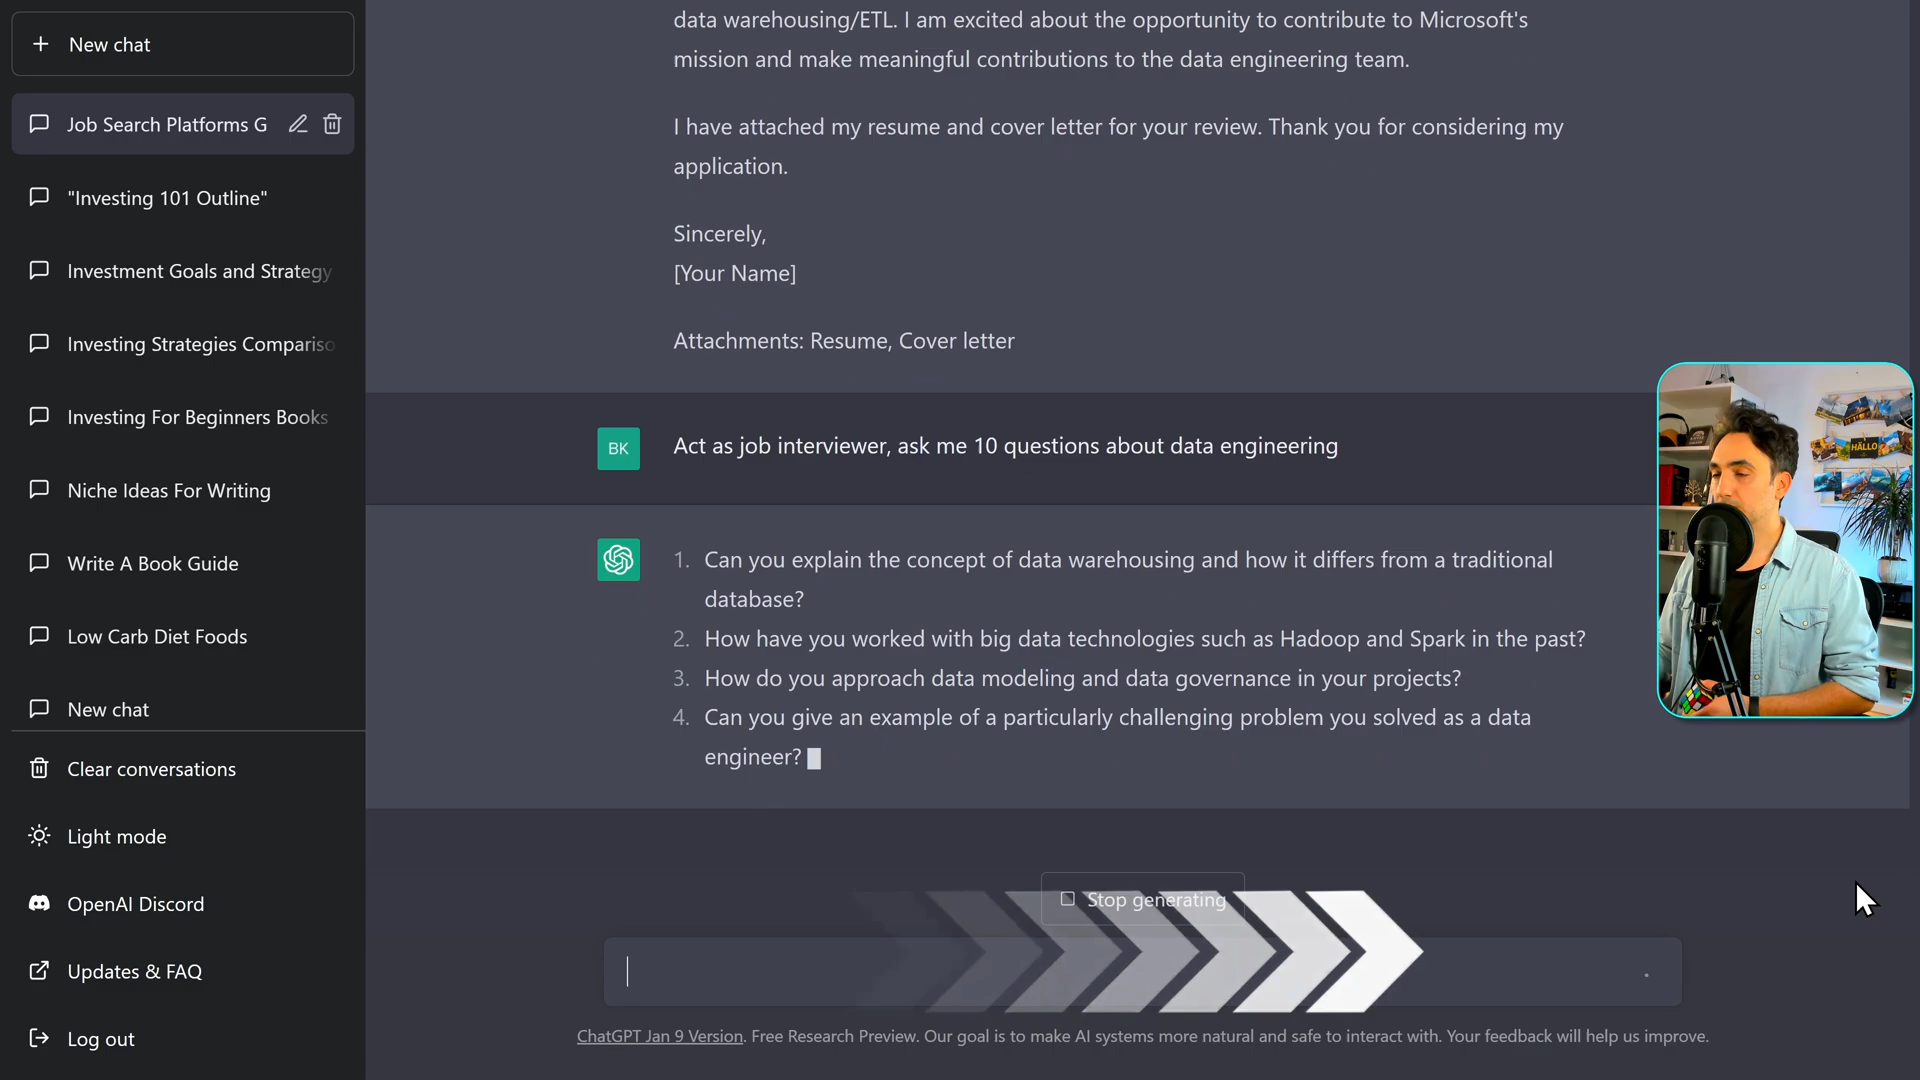 New chat
Job Search Platforms G
"Investing 101 Outline"
Investment Goals and Strategy
Investing Strategies Compariso
Investing For Beginners Books
Niche Ideas For Writing
Write A Book Guide
Low Carb Diet Foods
New chat
Clear conversations
Light mode
OpenAI Discord
Updates & FAQ
Log out
data warehousing/ETL. I am excited about the opportunity to contribute to Microsoft's
mission and make meaningful contributions to the data engineering team.
I have attached my resume and cover letter for your review. Thank you for considering my
application.
Sincerely,
[Your Name]
Attachments: Resume, Cover letter
BK
Act as job interviewer, ask me 10 questions about data engineering
1. Can you explain the concept of data warehousing and how it differs from a traditional
database?
2. How have you worked with big data technologies such as Hadoop and Spark in the past?
3. How do you approach data modeling and data governance in your projects?
4. Can you give an example of a particularly challenging problem you solved as a data
engineer?
HALLO
Stop generating
ChatGPT Jan 9 Version. Free Research Preview. Our goal is to make AI systems more natural and safe to interact with. Your feedback will help us improve.